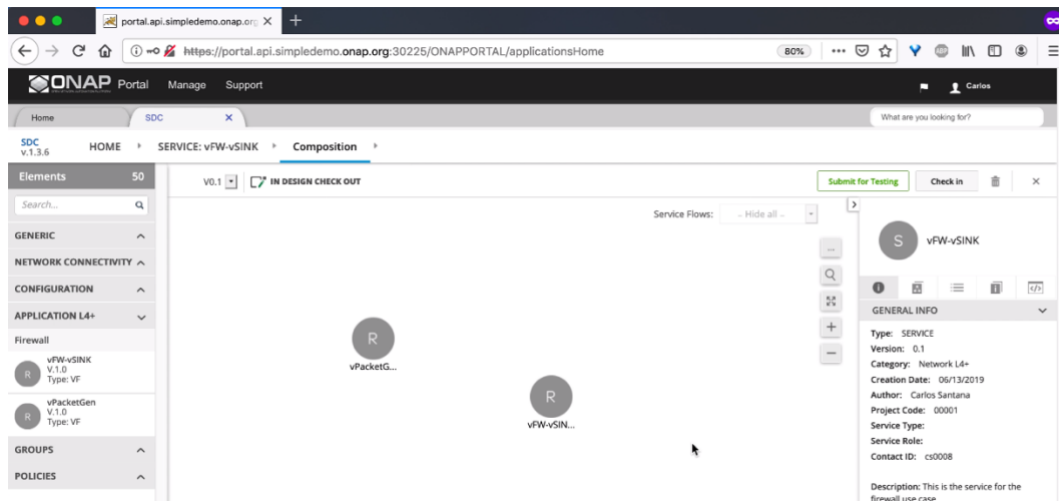 portal.api.simpledemo.onap.org
https://portal.api.simpledemo.onap.org:30225/ONAPPORTAL/applicationsHome
80%
ONAP Portal Manage Support
Carlos
Home SDC
What are you looking for?
SDC
v.1.3.6
HOME SERVICE: vFW-vSINK Composition
Elements 50
V0.1 IN DESIGN CHECK OUT
Submit for Testing Check in
Search...
Service Flows: – Hide all –
GENERIC
NETWORK CONNECTIVITY
CONFIGURATION
APPLICATION L4+
Firewall
R
vFW-vSINK
V.1.0
Type: VF
R
vPacketGen
V.1.0
Type: VF
GROUPS
POLICIES
R
vPacketG...
R
vFW-vSIN...
S
vFW-vSINK
GENERAL INFO
Type: SERVICE
Version: 0.1
Category: Network L4+
Creation Date: 06/13/2019
Author: Carlos Santana
Project Code: 00001
Service Type:
Service Role:
Contact ID: cs0008
Description: This is the service for the
firewall use case